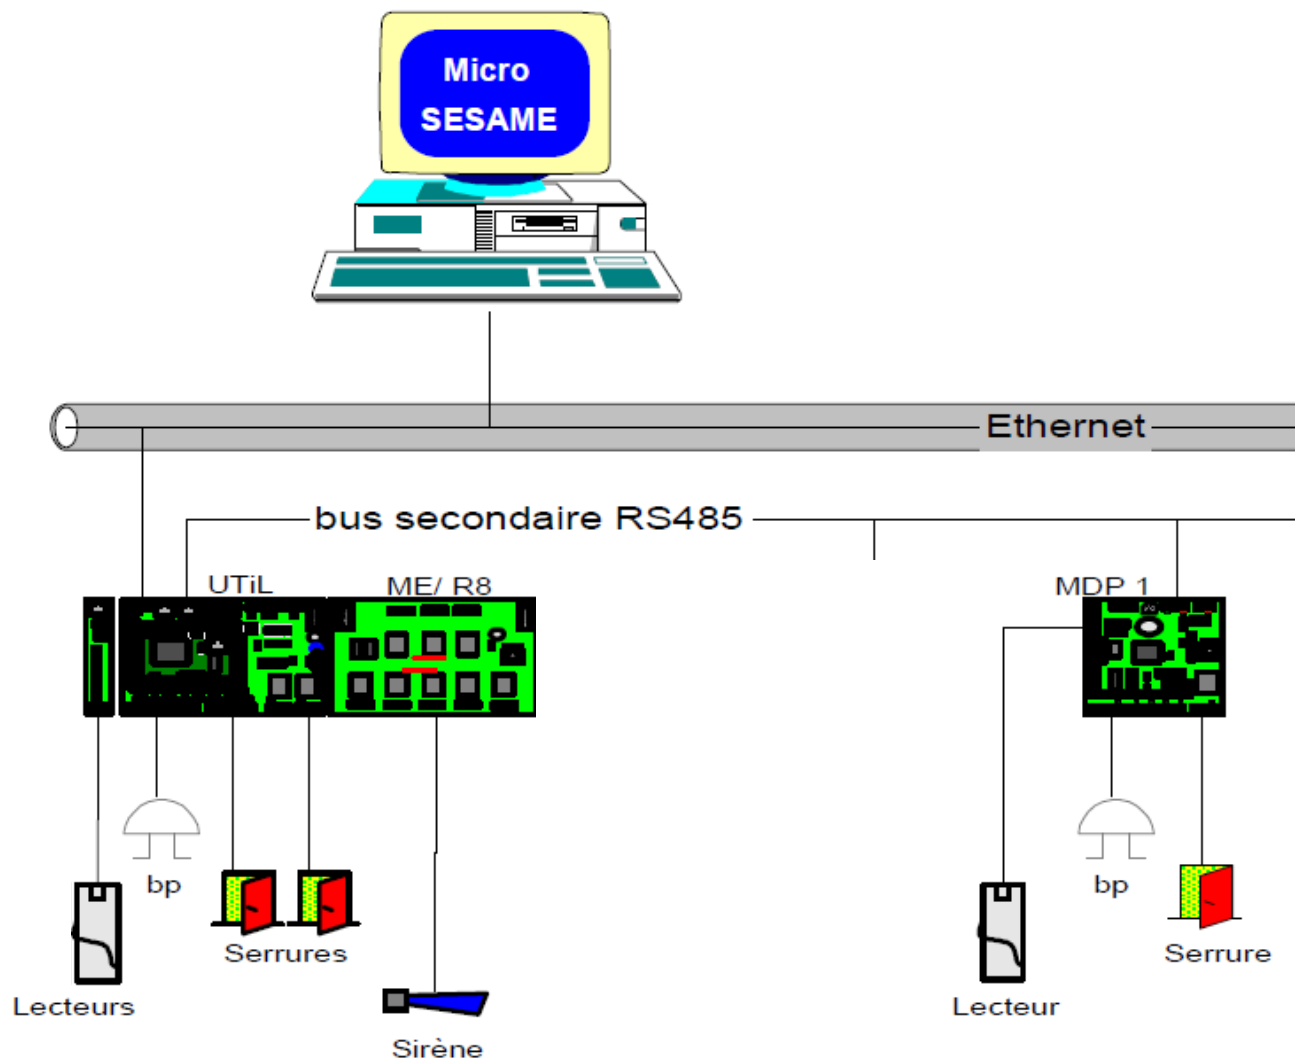 Micro
SESAME
Ethernet
bus secondaire RS485
UTiL
ME/ R8
MDP 1
bp
bp
Serrures
Serrure
Lecteurs
Lecteur
Sirène